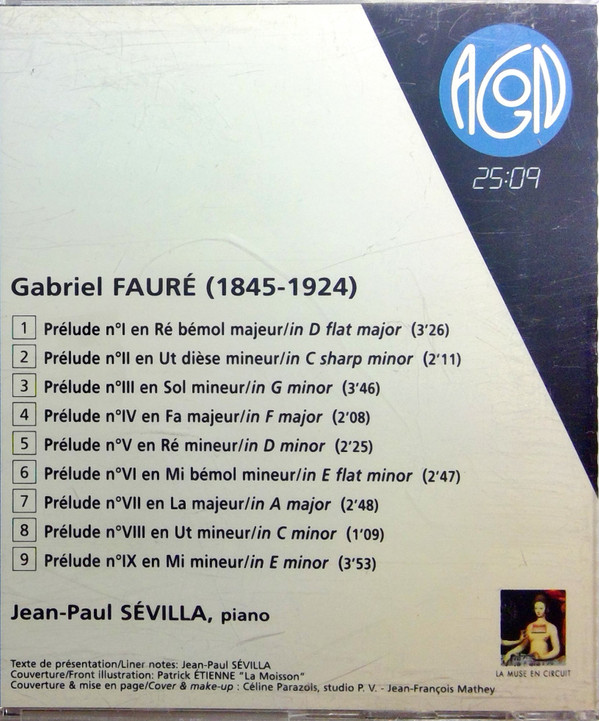 AGON
25:09
Gabriel FAURÉ (1845-1924)
1 Prélude n°I en Ré bémol majeur/in D flat major (3'26)
2 Prélude n°II en Ut dièse mineur/in C sharp minor (2'11)
3 Prélude n°III en Sol mineur/in G minor (3'46)
4 Prélude n°IV en Fa majeur/in F major (2'08)
5 Prélude n°V en Ré mineur/in D minor (2'25)
6 Prélude n°VI en Mi bémol mineur/in E flat minor (2'47)
7 Prélude n°VII en La majeur/in A major (2'48)
8 Prélude n°VIII en Ut mineur/in C minor (1'09)
9 Prélude n°IX en Mi mineur/in E minor (3'53)
Jean-Paul SÉVILLA, piano
LA MUSE EN CIRCUIT
Texte de présentation/Liner notes: Jean-Paul SÉVILLA
Couverture/Front illustration: Patrick ÉTIENNE "La Moisson"
Couverture & mise en page/Cover & make-up : Céline Parazols, studio P. V. - Jean-François Mathey